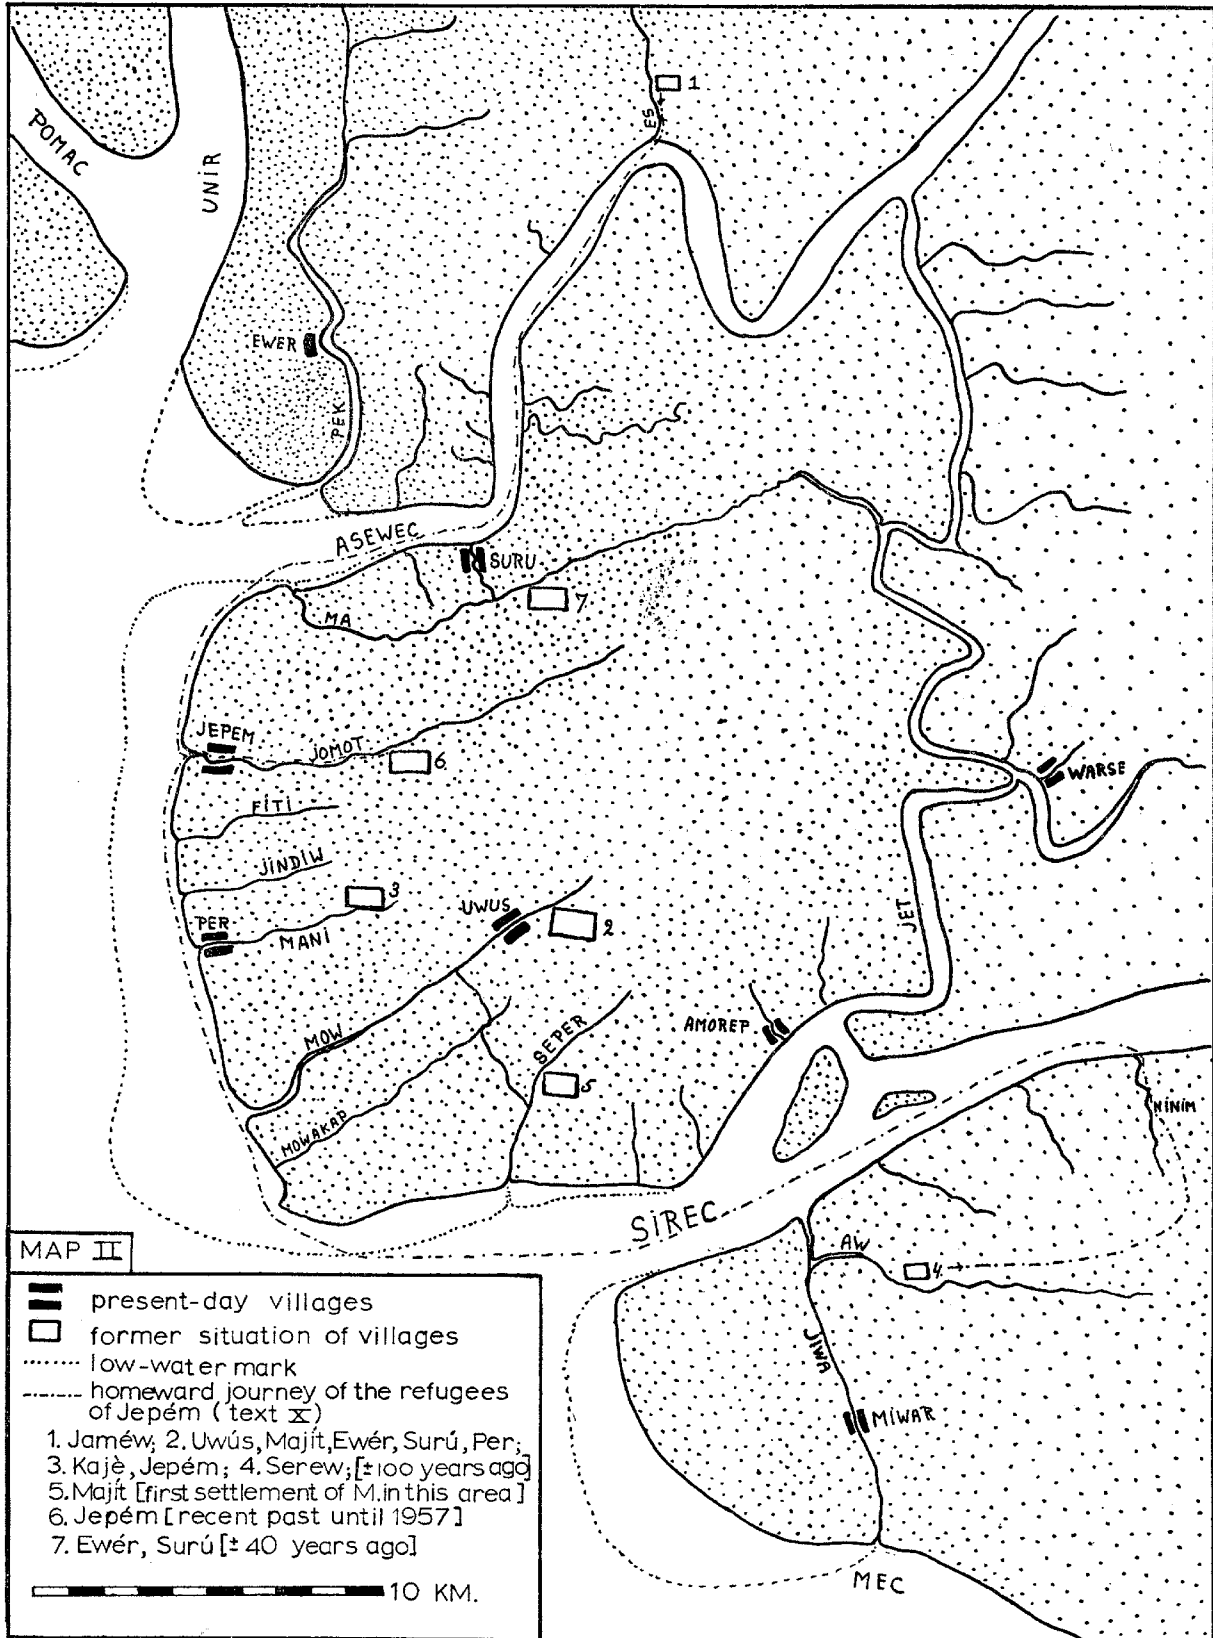 1
ES
POMAC
UNIR
EWER
PEK
ASEWEC
SURU
7.
MA
JEPEM
JOMOT
6.
FITI
WARSE
JINDIW
3
UWUS
PER
MANI
2
JET
MOW
SEPER
AMOREP
5
MOWAKAP
NINIM
SIREC
AW
4.
JIWA
MIWAR
MEC
MAP II
present-day villages
former situation of villages
low-water mark
homeward journey of the refugees
of Jepém (text X)
1. Jaméw; 2. Uwús, Majít, Ewér, Surú, Per;
3. Kajè, Jepém; 4. Serew; [±100 years ago]
5. Majít [first settlement of M. in this area]
6. Jepém [recent past until 1957]
7. Ewér, Surú [± 40 years ago]
10 KM.